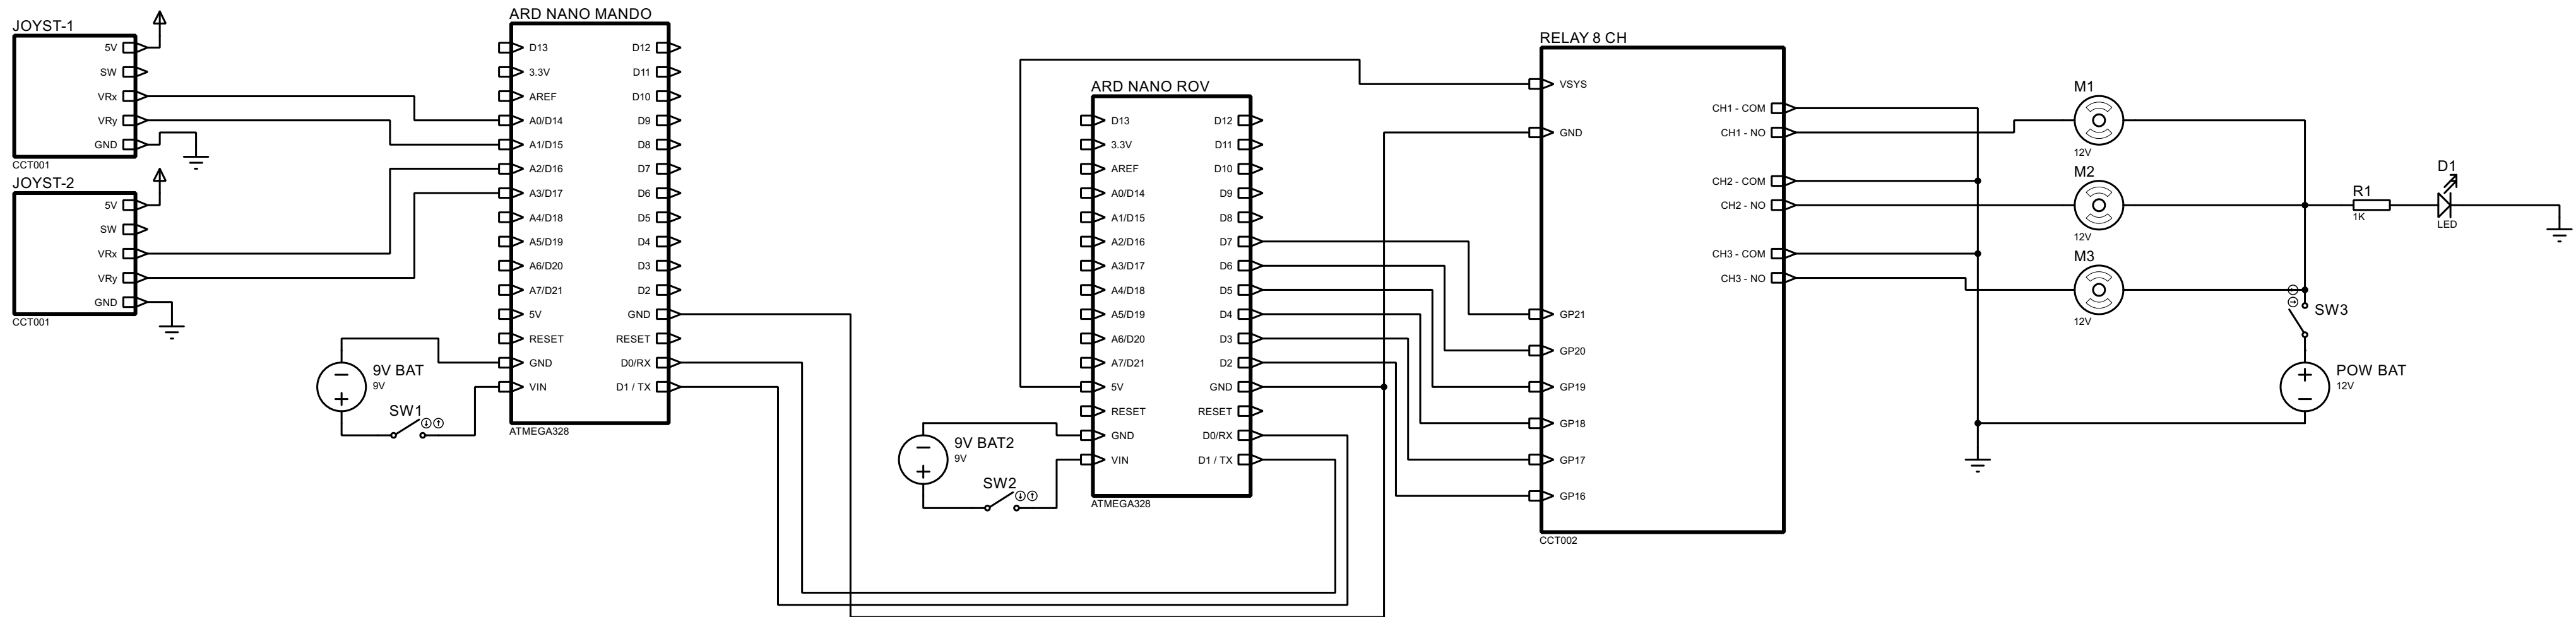 JOYST-1
5V
SW
VRx
VRy
GND
CCT001
JOYST-2
5V
SW
VRx
VRy
GND
CCT001
ARD NANO MANDO
D13
3.3V
AREF
A0/D14
A1/D15
A2/D16
A3/D17
A4/D18
A5/D19
A6/D20
A7/D21
5V
RESET
GND
VIN
D12
D11
D10
D9
D8
D7
D6
D5
D4
D3
D2
GND
RESET
D0/RX
D1 / TX
ATMEGA328
9V BAT
9V
SW1
ARD NANO ROV
D13
3.3V
AREF
A0/D14
A1/D15
A2/D16
A3/D17
A4/D18
A5/D19
A6/D20
A7/D21
5V
RESET
GND
VIN
D12
D11
D10
D9
D8
D7
D6
D5
D4
D3
D2
GND
RESET
D0/RX
D1 / TX
ATMEGA328
9V BAT2
9V
SW2
RELAY 8 CH
VSYS
GND
GP21
GP20
GP19
GP18
GP17
GP16
CH1 - COM
CH1 - NO
CH2 - COM
CH2 - NO
CH3 - COM
CH3 - NO
CCT002
M1
12V
M2
12V
M3
12V
R1
1K
D1
LED
SW3
POW BAT
12V